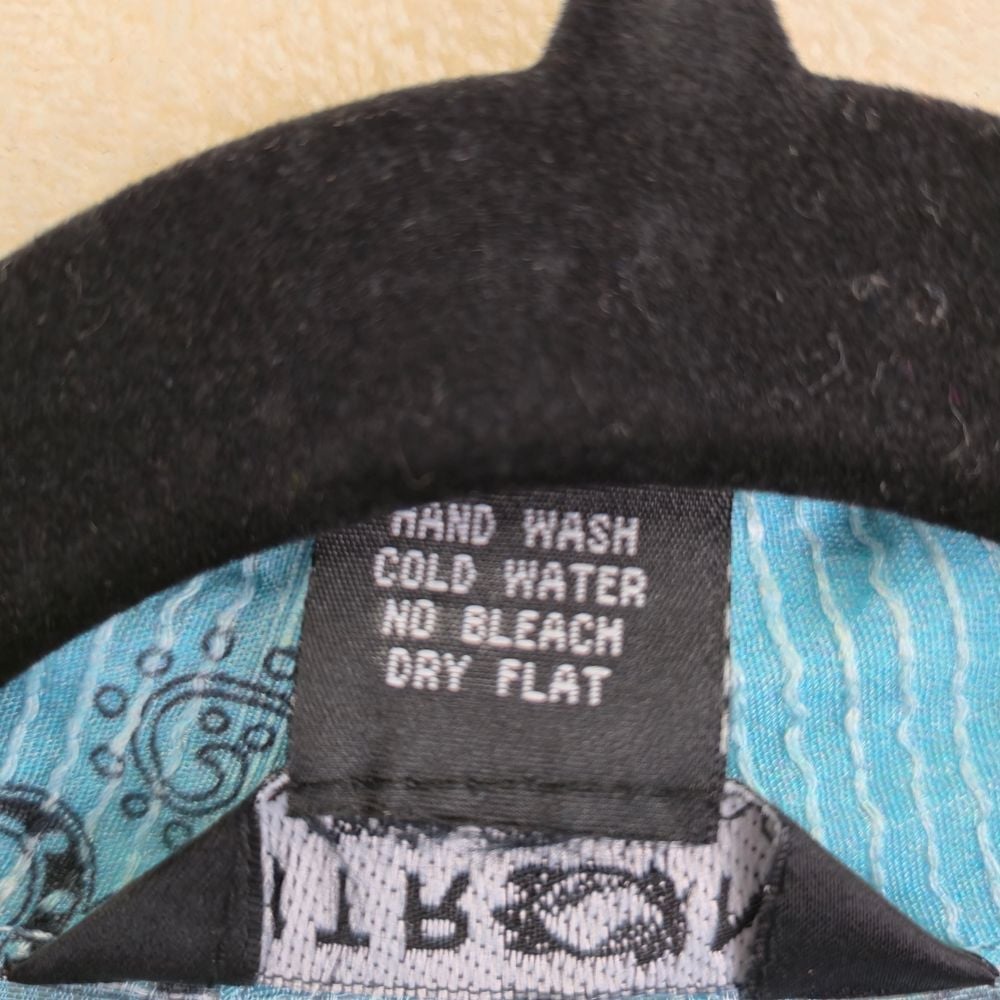 HAND WASH
COLD WATER
NO BLEACH
DRY FLAT